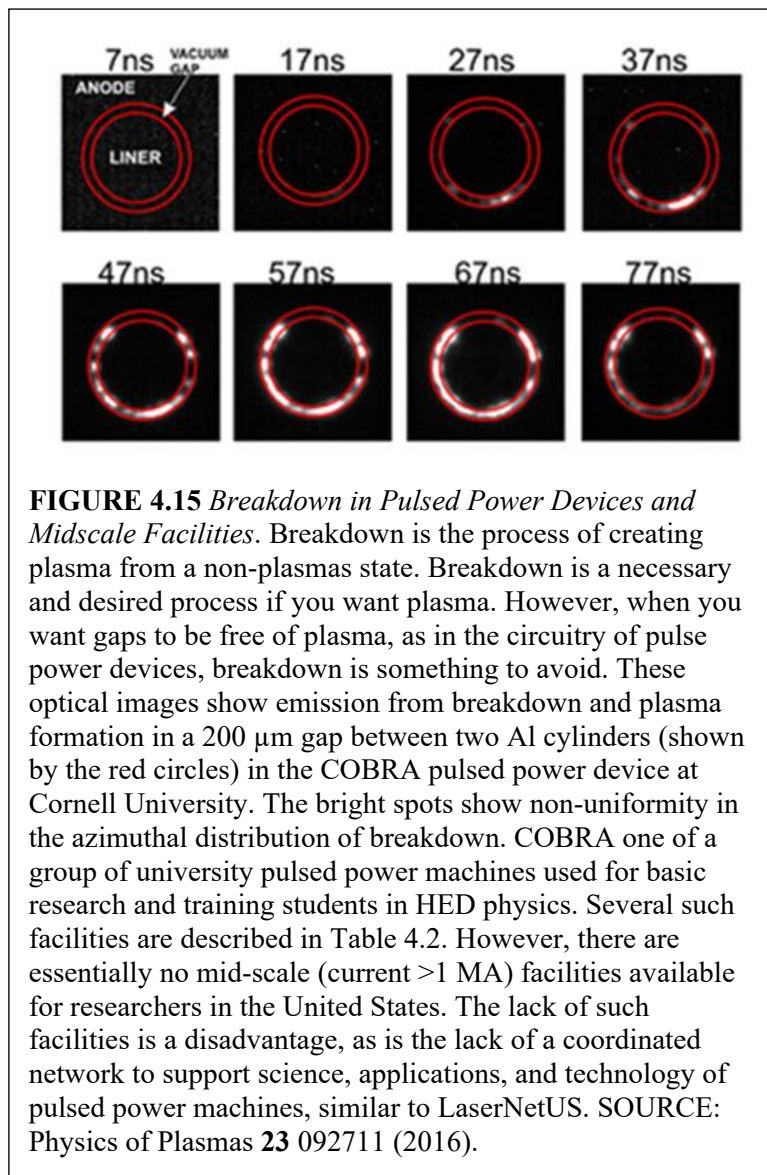 7ns VACUUM GAP 17ns 27ns 37ns
ANODE
LINER
47ns 57ns 67ns 77ns
FIGURE 4.15 Breakdown in Pulsed Power Devices and
Midscale Facilities. Breakdown is the process of creating
plasma from a non-plasmas state. Breakdown is a necessary
and desired process if you want plasma. However, when you
want gaps to be free of plasma, as in the circuitry of pulse
power devices, breakdown is something to avoid. These
optical images show emission from breakdown and plasma
formation in a 200 µm gap between two Al cylinders (shown
by the red circles) in the COBRA pulsed power device at
Cornell University. The bright spots show non-uniformity in
the azimuthal distribution of breakdown. COBRA one of a
group of university pulsed power machines used for basic
research and training students in HED physics. Several such
facilities are described in Table 4.2. However, there are
essentially no mid-scale (current >1 MA) facilities available
for researchers in the United States. The lack of such
facilities is a disadvantage, as is the lack of a coordinated
network to support science, applications, and technology of
pulsed power machines, similar to LaserNetUS. SOURCE:
Physics of Plasmas 23 092711 (2016).